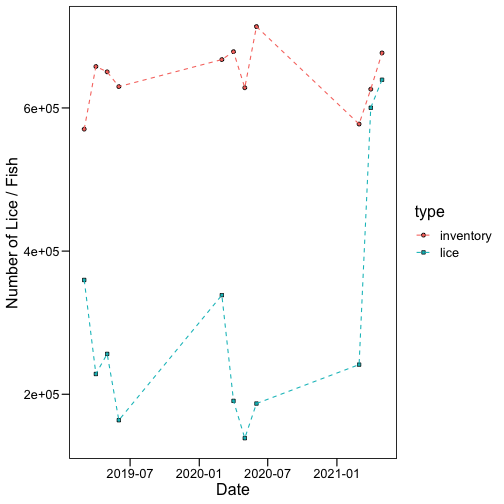 Number of Lice / Fish
6e+05
4e+05
2e+05
2019-07
2020-01
2020-07
2021-01
Date
type
inventory
lice